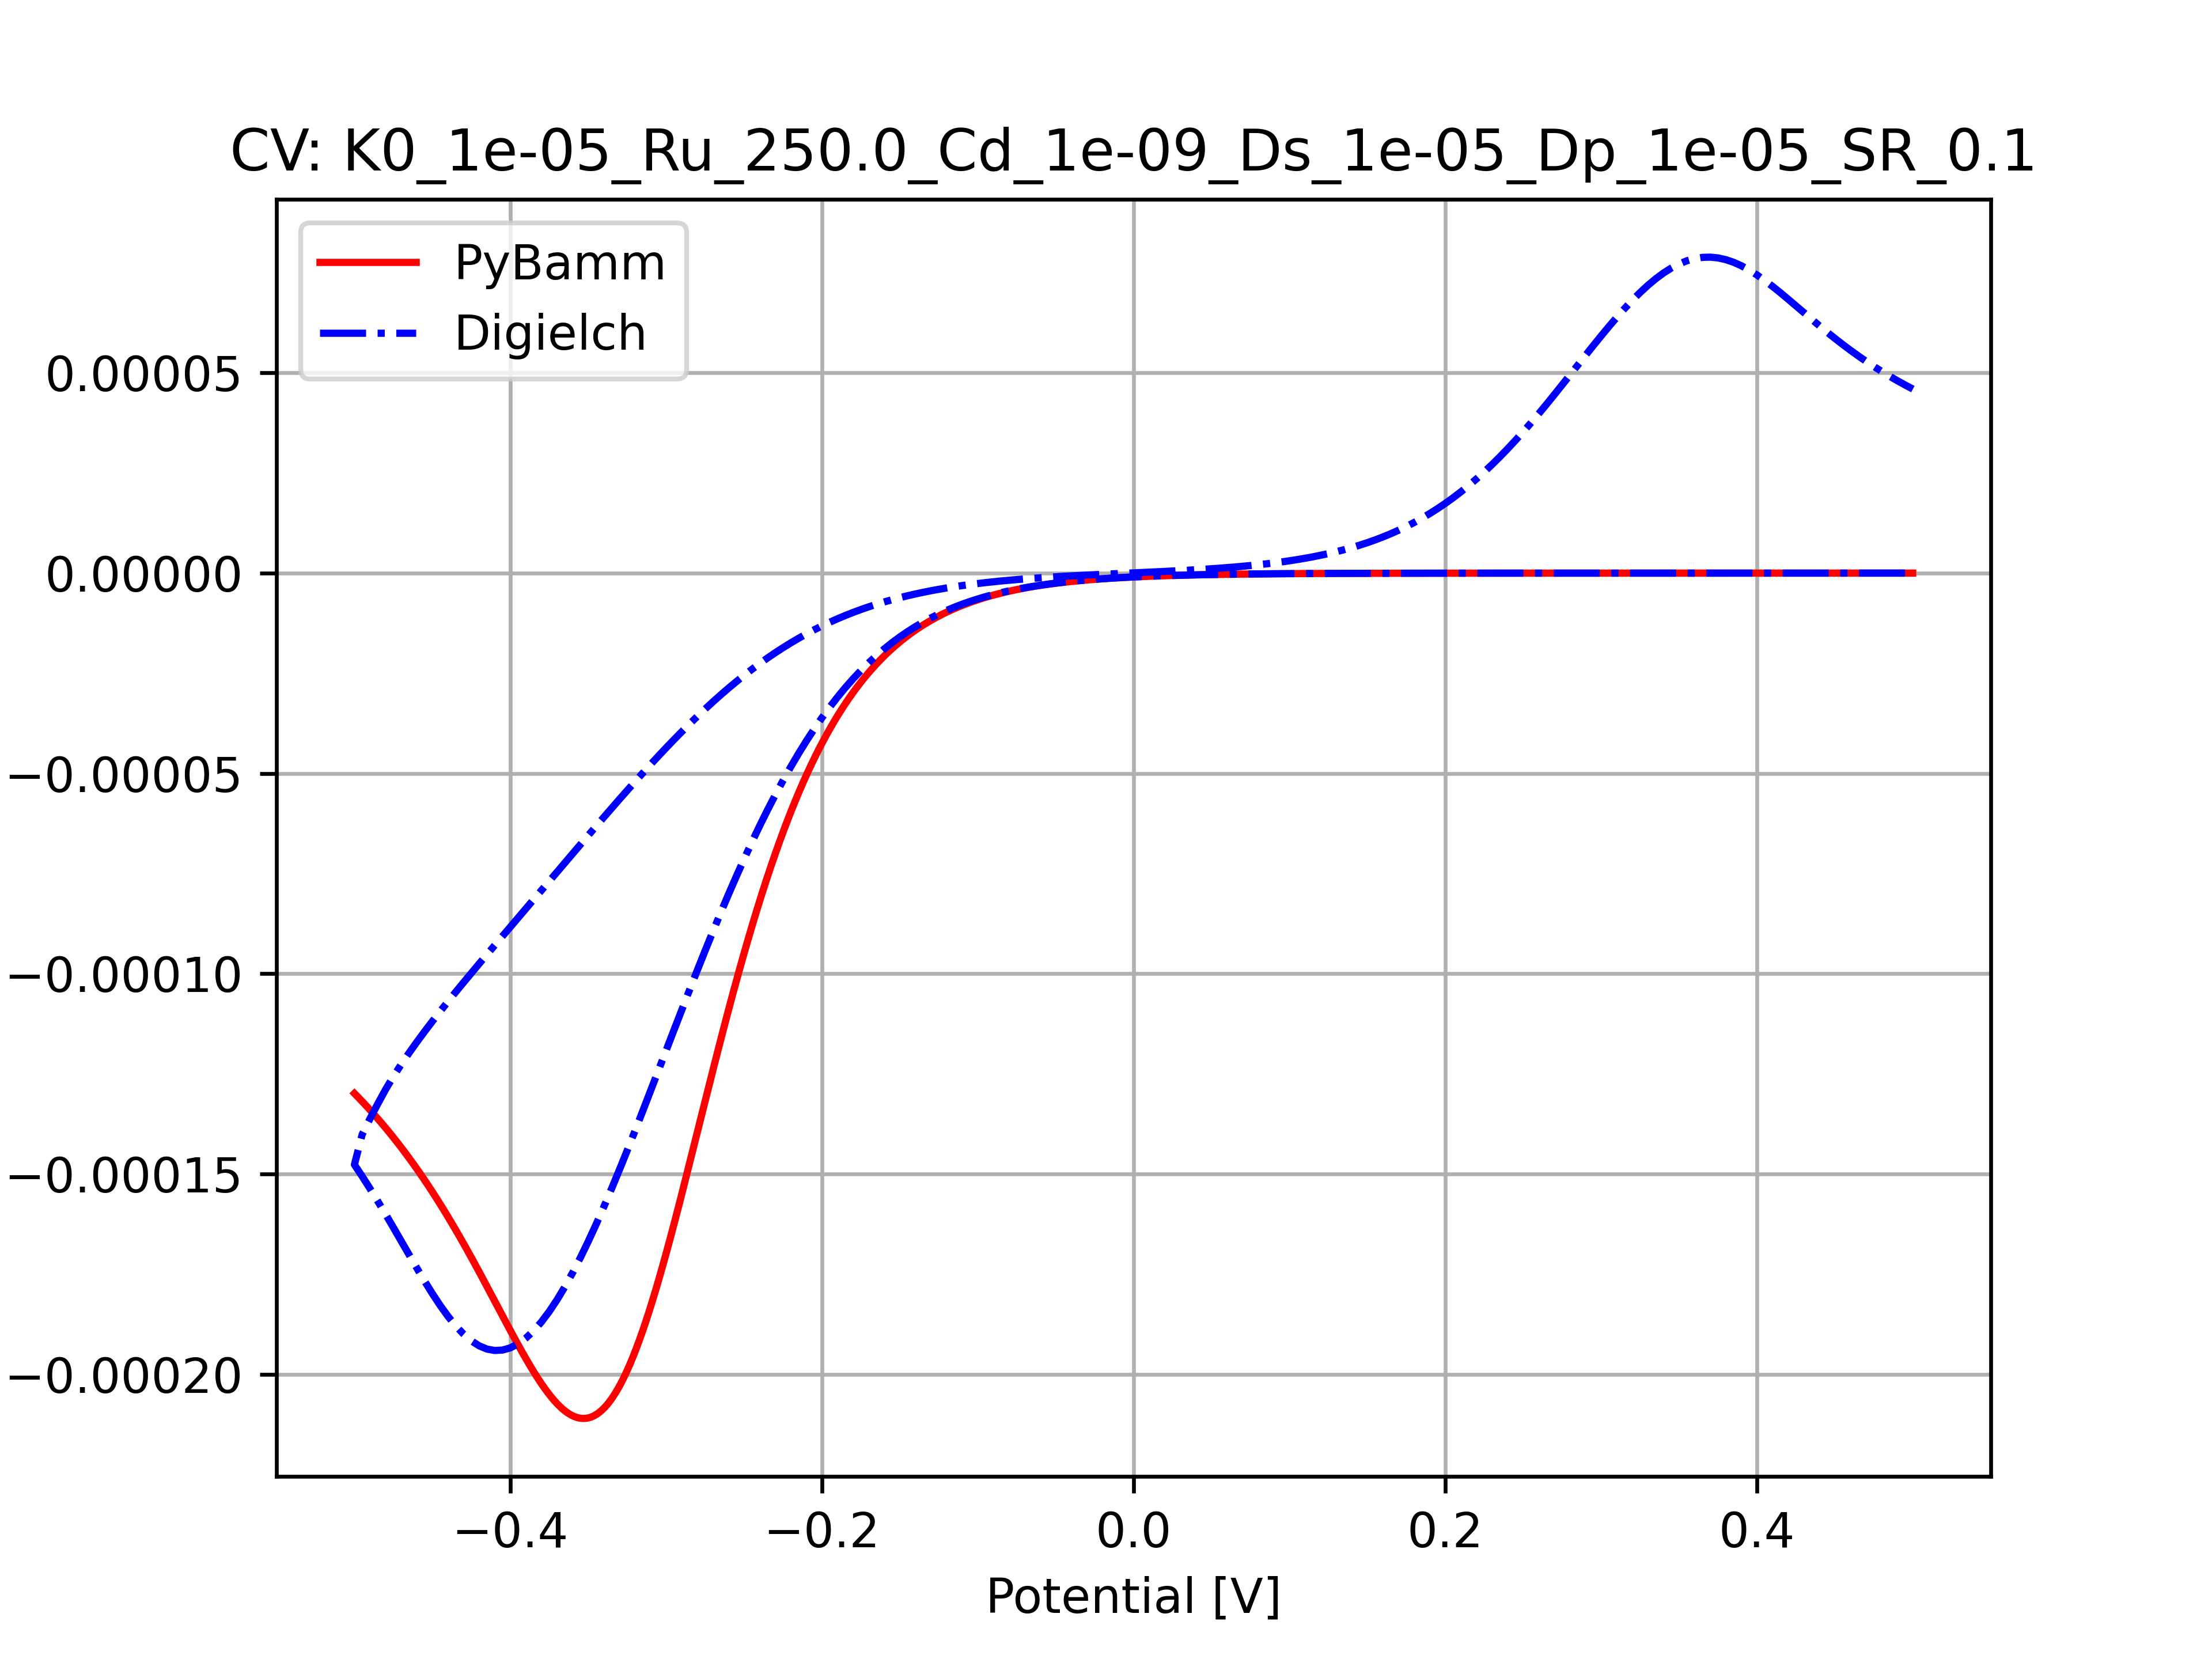 CV: K0_1e-05_Ru_250.0_Cd_1e-09_Ds_1e-05_Dp_1e-05_SR_0.1
PyBamm
Digielch
0.00005
0.00000
−0.00005
−0.00010
−0.00015
−0.00020
−0.4 −0.2 0.0 0.2 0.4
Potential [V]